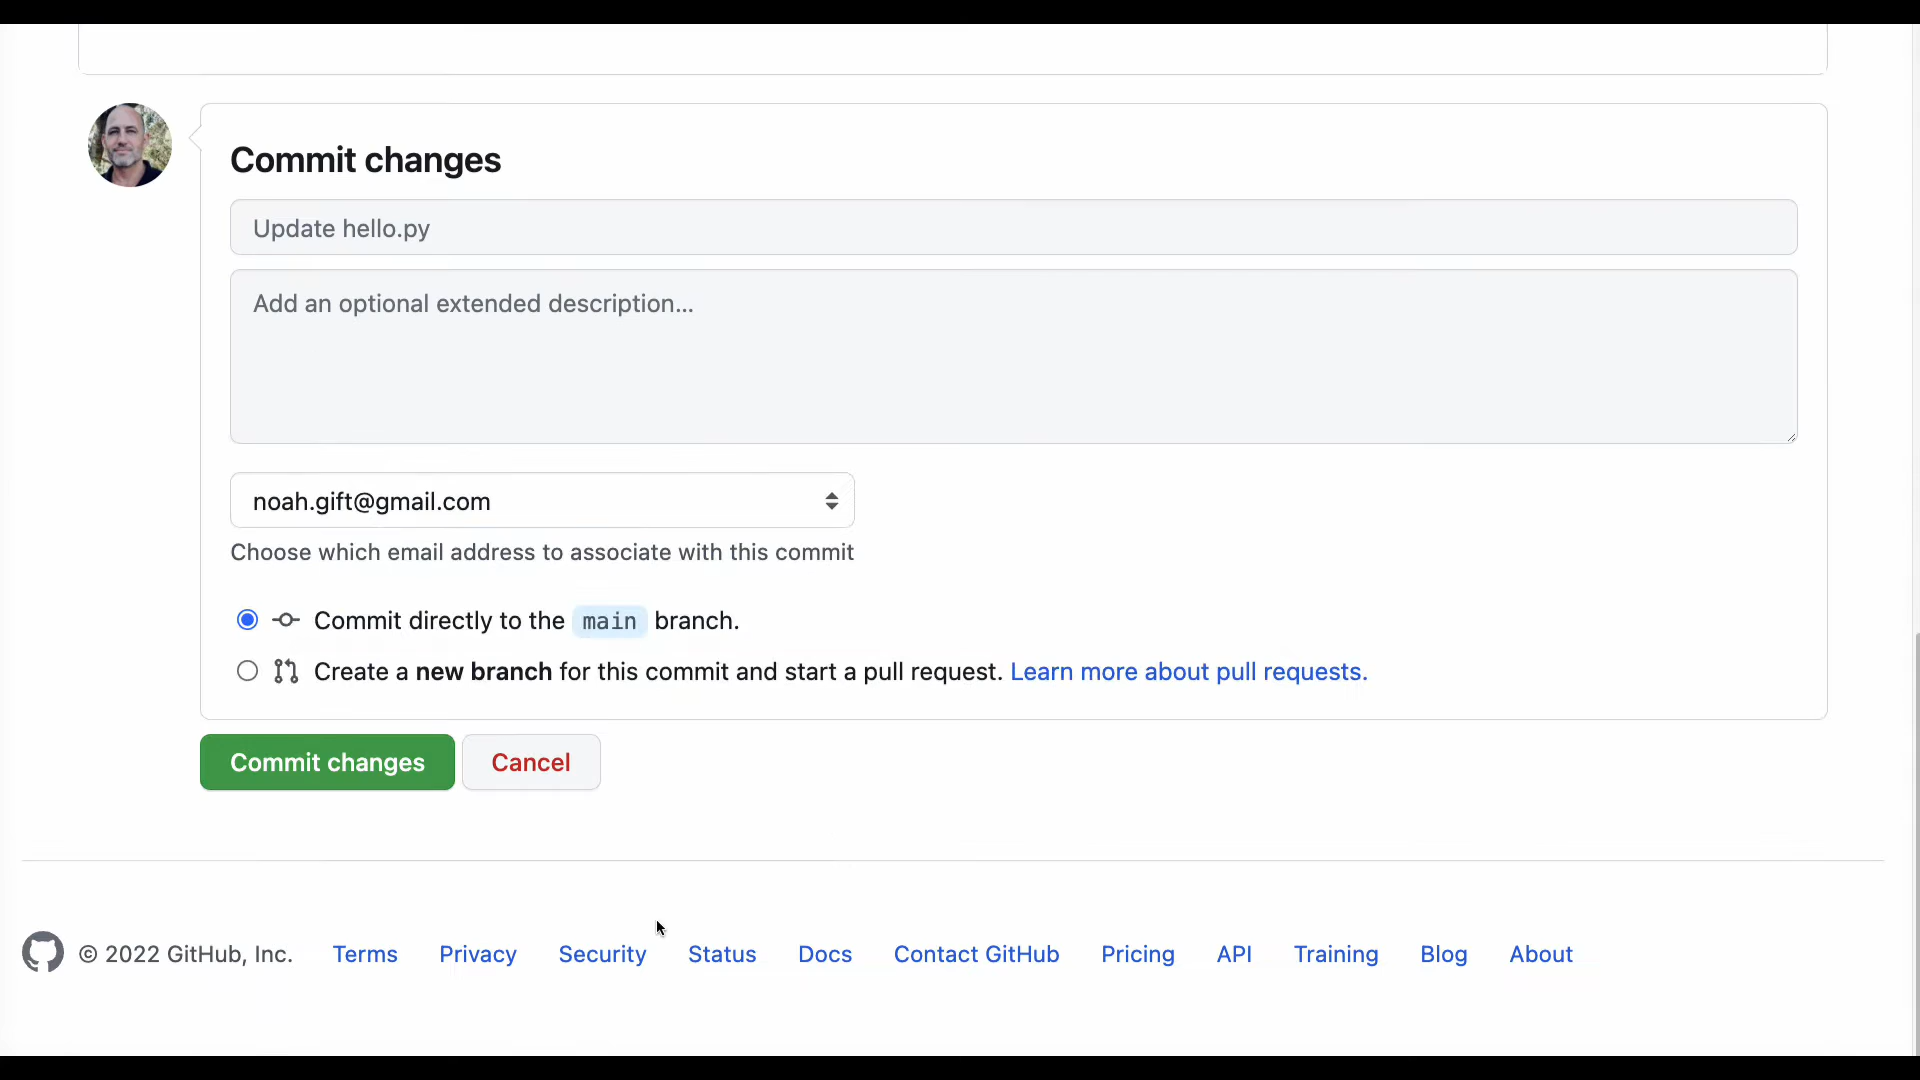 Commit changes
Update hello.py
Add an optional extended description...
noah.gift@gmail.com
Choose which email address to associate with this commit
Commit directly to the main branch.
Create a new branch for this commit and start a pull request. Learn more about pull requests.
Commit changes Cancel
© 2022 GitHub, Inc. Terms Privacy Security Status Docs Contact GitHub Pricing API Training Blog About